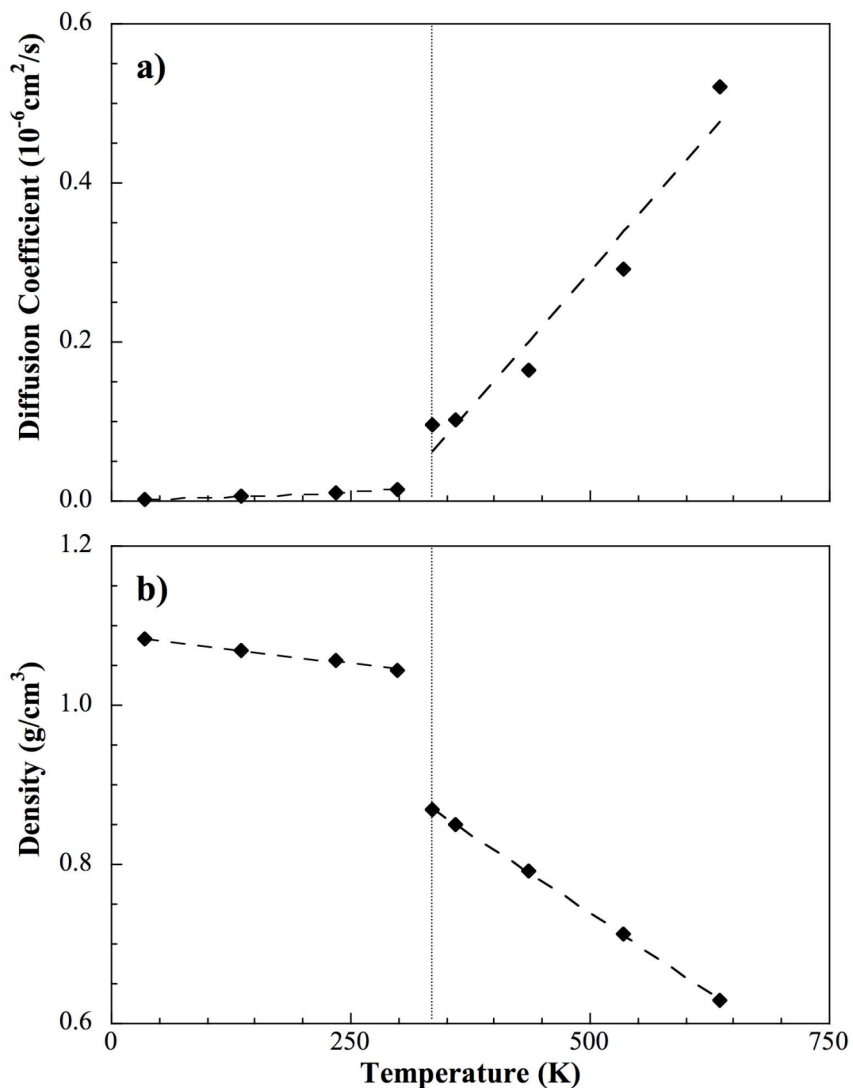 0.6
a)
0.4
0.2
0.0
Diffusion Coefficient (10⁻⁶cm²/s)
1.2
b)
1.0
0.8
0.6
Density (g/cm³)
0
250
500
750
Temperature (K)